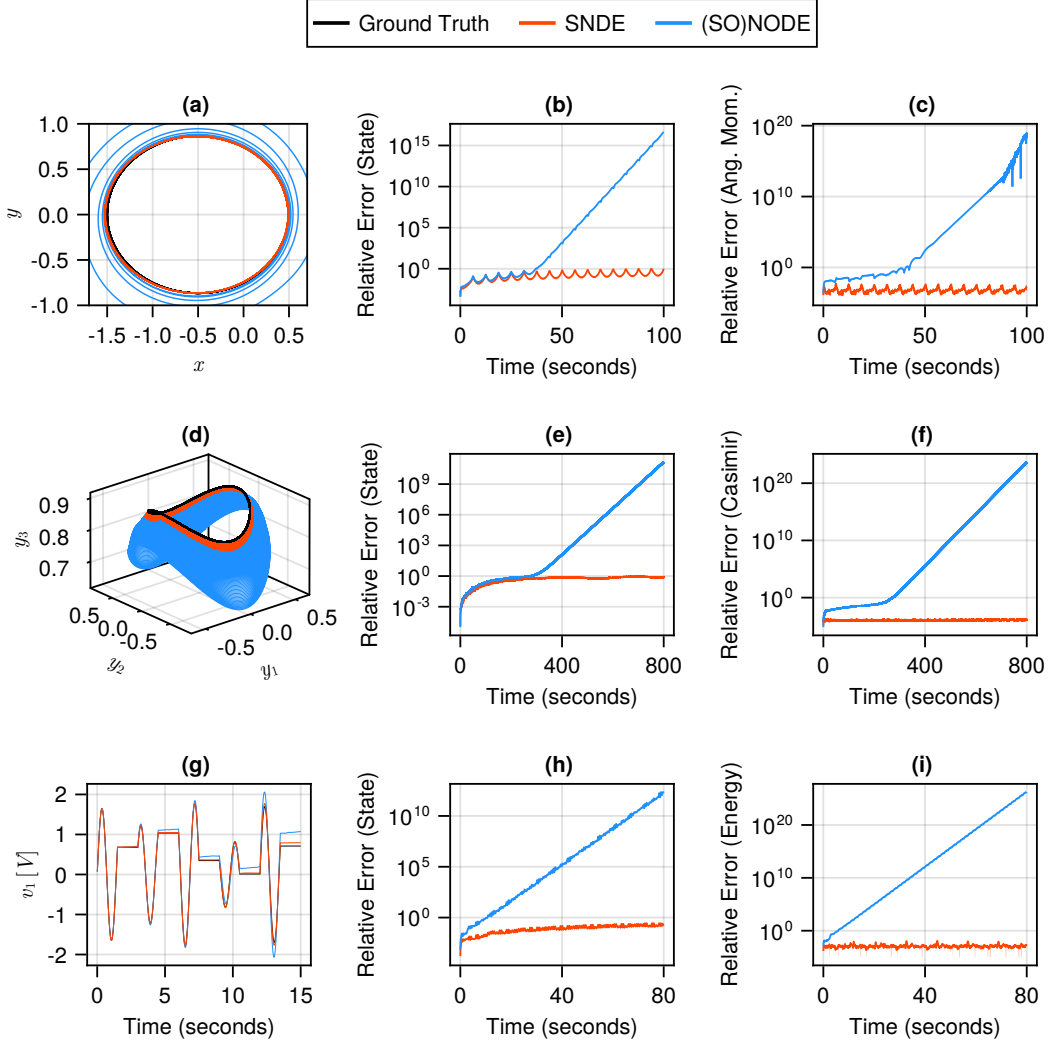 Ground Truth SNDE (SO)NODE
(a)
1.0
0.5
0.0
-0.5
-1.0
y
-1.5 -1.0 -0.5 0.0 0.5
x
(b)
Relative Error (State)
10^15
10^10
10^5
10^0
0 50 100
Time (seconds)
(c)
Relative Error (Ang. Mom.)
10^20
10^10
10^0
0 50 100
Time (seconds)
(d)
0.9
0.8
0.7
y_3
0.5 0.0 -0.5
y_2
-0.5 0.0 0.5
y_1
(e)
Relative Error (State)
10^9
10^6
10^3
10^0
10^-3
0 400 800
Time (seconds)
(f)
Relative Error (Casimir)
10^20
10^10
10^0
0 400 800
Time (seconds)
(g)
2
1
0
-1
-2
v_1 [V]
0 5 10 15
Time (seconds)
(h)
Relative Error (State)
10^10
10^5
10^0
0 40 80
Time (seconds)
(i)
Relative Error (Energy)
10^20
10^10
10^0
0 40 80
Time (seconds)